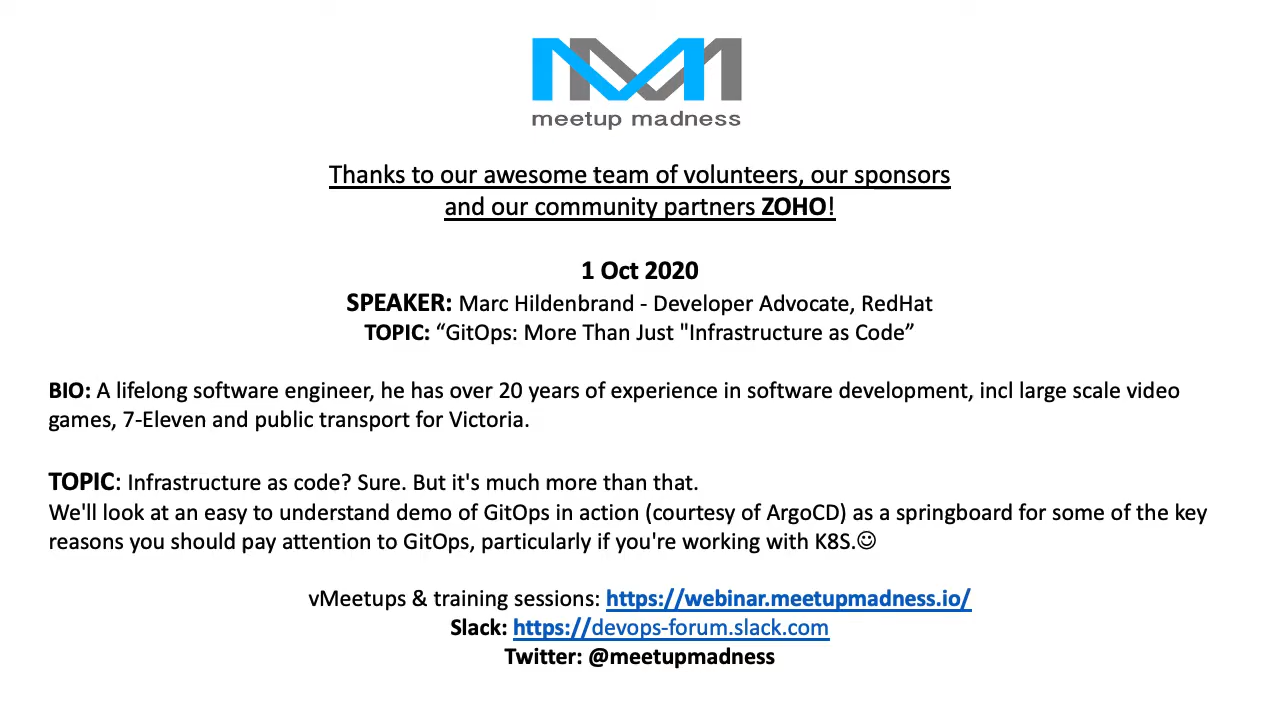 meetup madness
Thanks to our awesome team of volunteers, our sponsors
and our community partners ZOHO!
1 Oct 2020
SPEAKER: Marc Hildenbrand - Developer Advocate, RedHat
TOPIC: “GitOps: More Than Just "Infrastructure as Code”
BIO: A lifelong software engineer, he has over 20 years of experience in software development, incl large scale video
games, 7-Eleven and public transport for Victoria.
TOPIC: Infrastructure as code? Sure. But it's much more than that.
We'll look at an easy to understand demo of GitOps in action (courtesy of ArgoCD) as a springboard for some of the key
reasons you should pay attention to GitOps, particularly if you're working with K8S.☺
vMeetups & training sessions: https://webinar.meetupmadness.io/
Slack: https://devops-forum.slack.com
Twitter: @meetupmadness